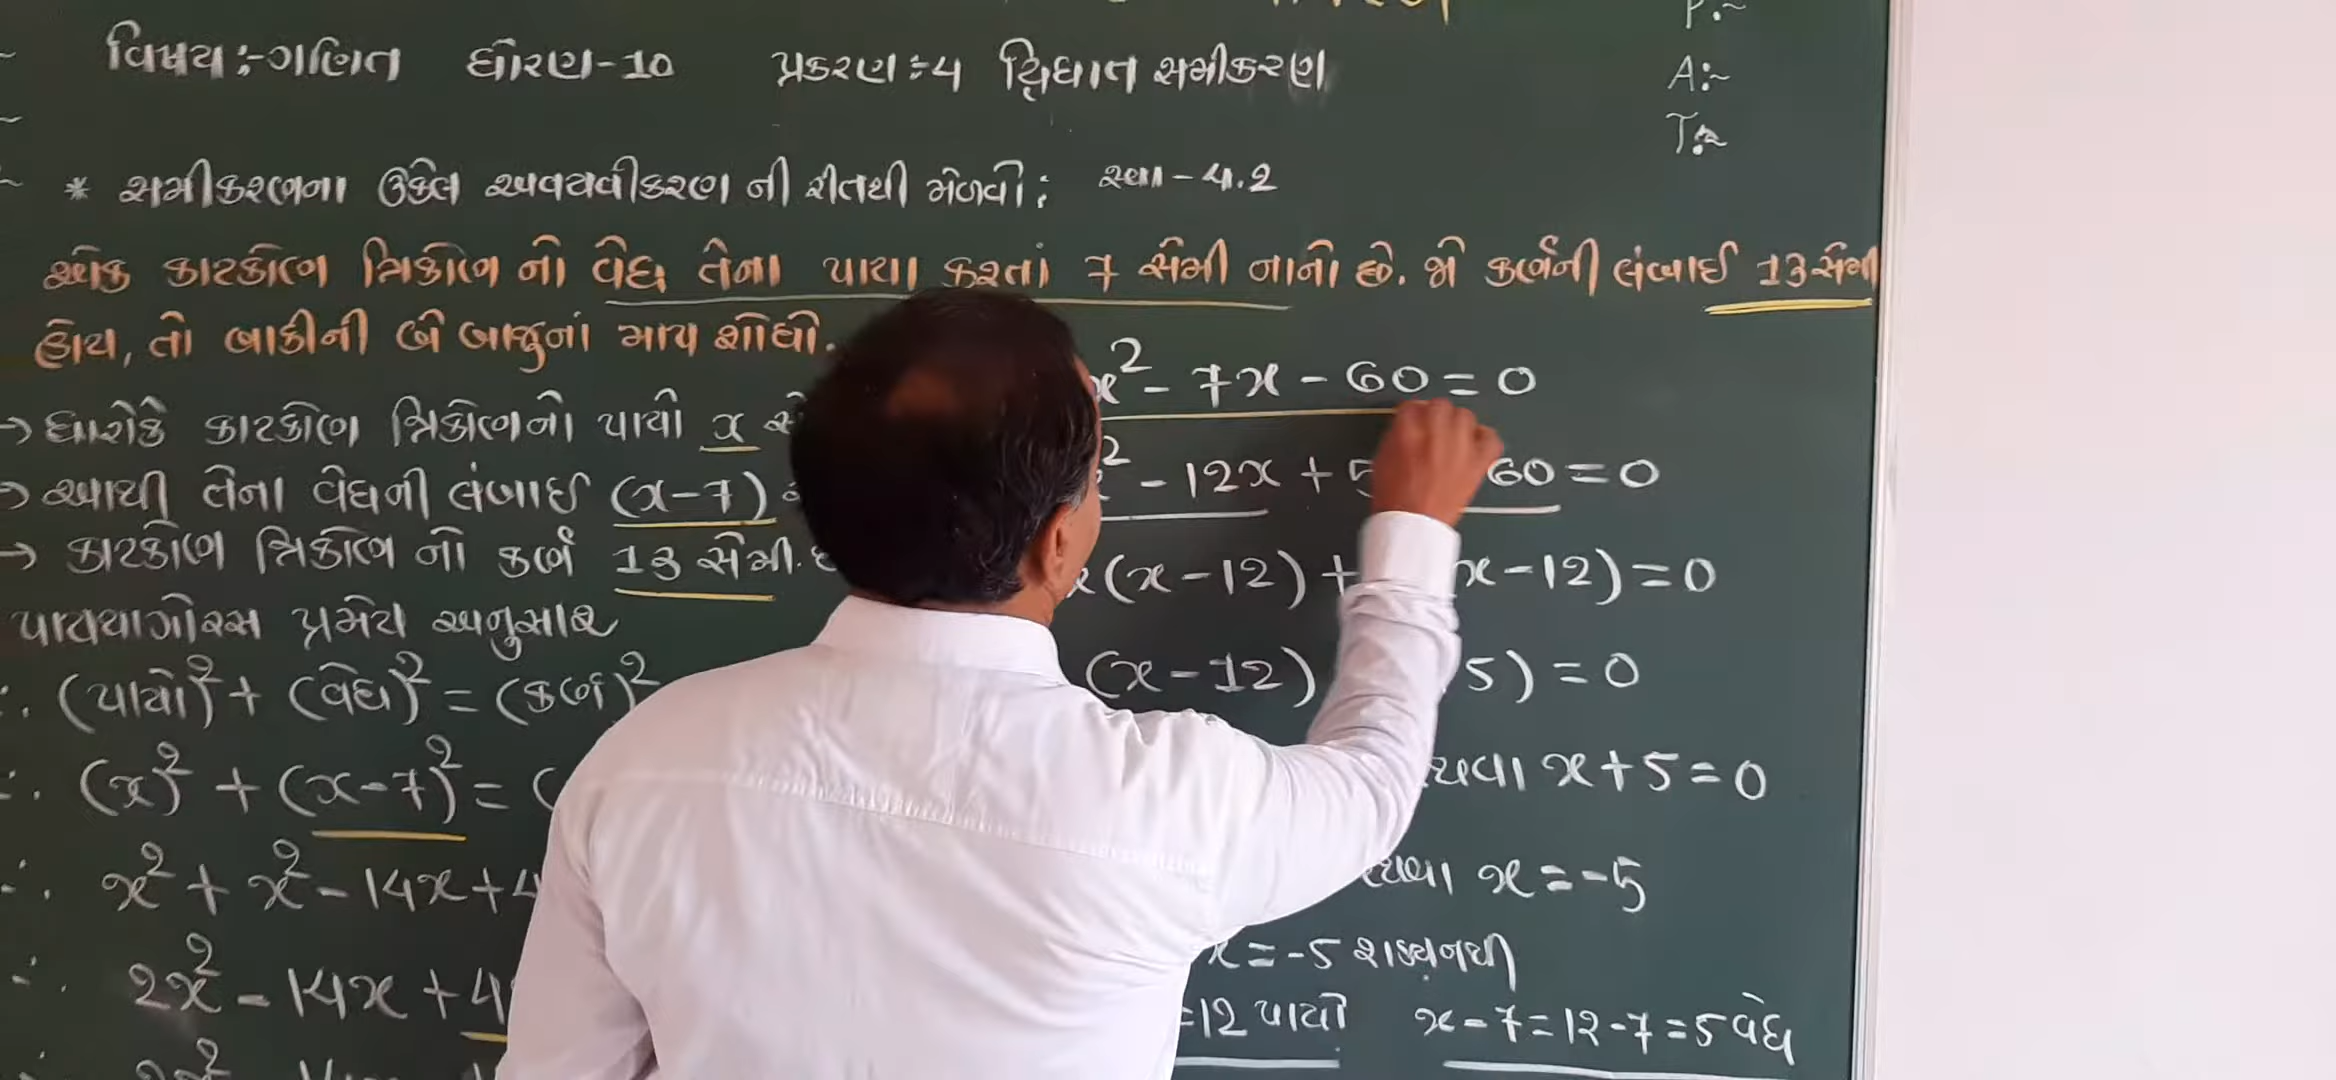 વિષય :- ગણિત ધોરણ-10 પ્રકરણ :- 4 દ્વિઘાત સમીકરણ
P:~
A:~
T:~
* સમીકરણના ઉકેલ અવયવીકરણ ની રીતથી મેળવો : સ્વા - 4.2
એક કાટકોણ ત્રિકોણ નો વેધ તેના પાયા કરતાં 7 સેમી નાનો છે. જો કર્ણની લંબાઈ 13 સેમી
હોય, તો બાકીની બે બાજુનાં માપ શોધો.
→ ધારોકે કાટકોણ ત્રિકોણનો પાયો x
→ આથી તેના વેધની લંબાઈ (x-7)
→ કાટકોણ ત્રિકોણ નો કર્ણ 13 સેમી.
પાયથાગોરસ પ્રમેય અનુસાર
∴ (પાયો)² + (વેધ)² = (કર્ણ)²
∴ (x)² + (x-7)² = (
∴ x² + x² - 14x + 4
∴ 2x² - 14x + 4
x² - 7x - 60 = 0
² - 12x + 5 60 = 0
x(x-12) + x-12) = 0
(x-12) 5) = 0
અથવા x + 5 = 0
અથવા x = -5
x = -5 શક્ય નથી
= 12 પાયો x - 7 = 12 - 7 = 5 વેધ